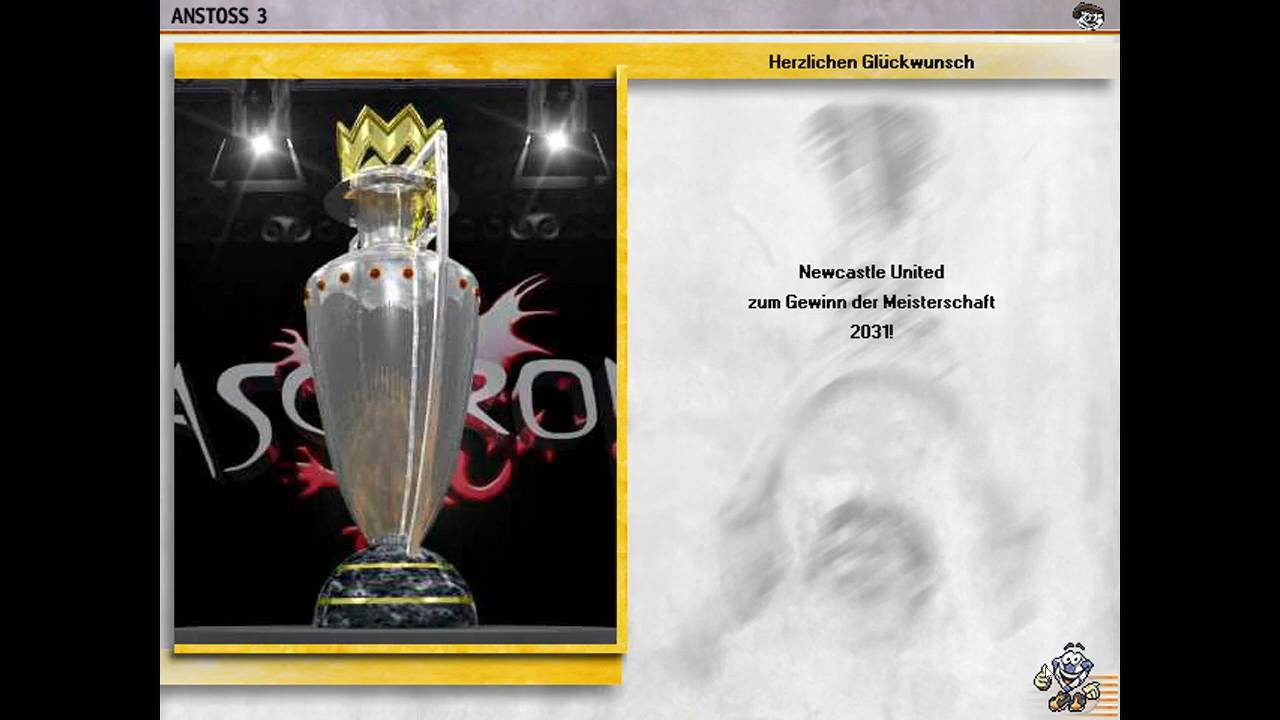 ANSTOSS 3
Herzlichen Glückwunsch
Newcastle United
zum Gewinn der Meisterschaft
2031!